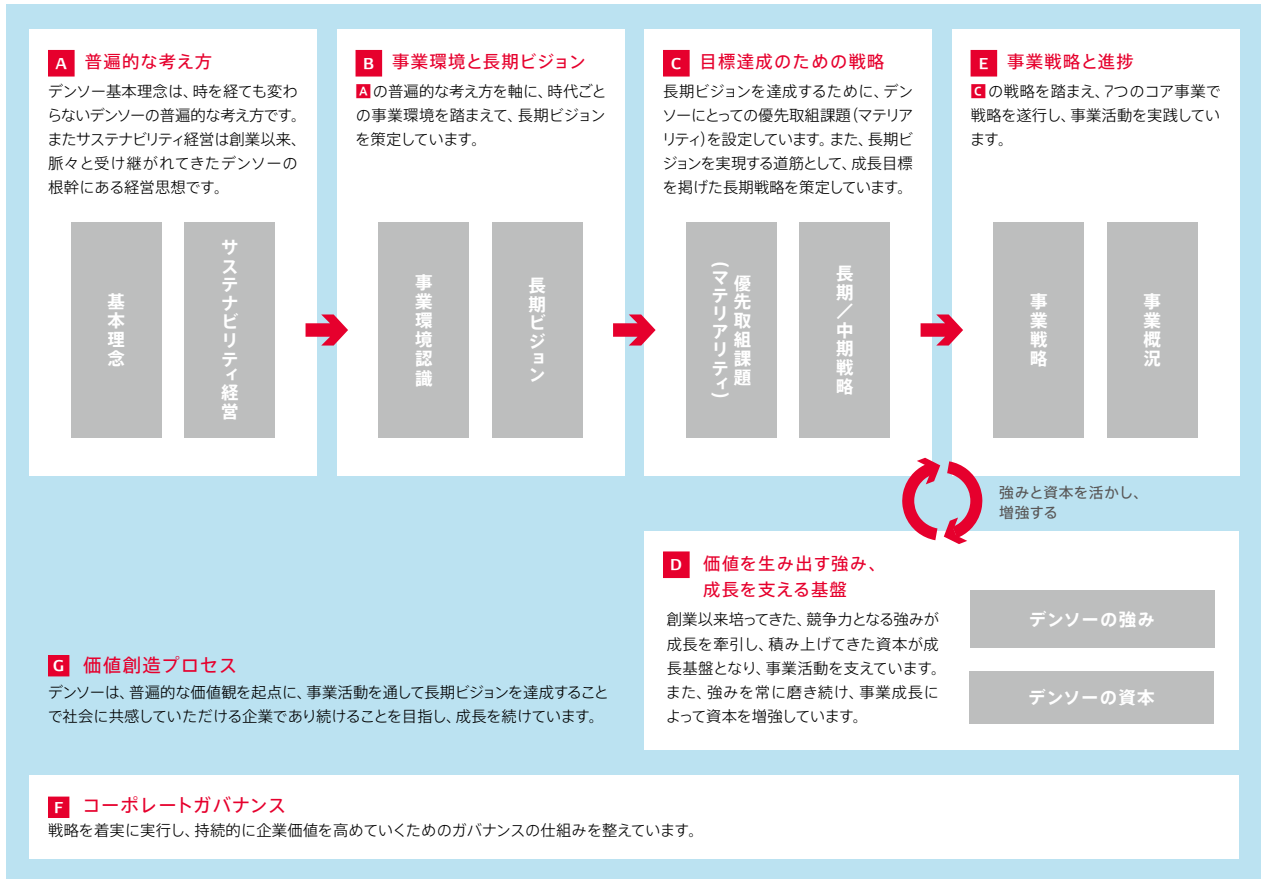 A 普遍的な考え方
デンソー基本理念は、時を経ても変わ
らないデンソーの普遍的な考え方です。
またサステナビリティ経営は創業以来、
脈々と受け継がれてきたデンソーの
根幹にある経営思想です。
基本理念
サステナビリティ経営
B 事業環境と長期ビジョン
Aの普遍的な考え方を軸に、時代ごと
の事業環境を踏まえて、長期ビジョン
を策定しています。
事業環境認識
長期ビジョン
C 目標達成のための戦略
長期ビジョンを達成するために、デン
ソーにとっての優先取組課題(マテリア
リティ)を設定しています。また、長期ビ
ジョンを実現する道筋として、成長目標
を掲げた長期戦略を策定しています。
優先取組課題
(マテリアリティ)
長期/中期戦略
E 事業戦略と進捗
Cの戦略を踏まえ、7つのコア事業で
戦略を遂行し、事業活動を実践してい
ます。
事業戦略
事業概況
強みと資本を活かし、
増強する
D 価値を生み出す強み、
成長を支える基盤
創業以来培ってきた、競争力となる強みが
成長を牽引し、積み上げてきた資本が成
長基盤となり、事業活動を支えています。
また、強みを常に磨き続け、事業成長に
よって資本を増強しています。
デンソーの強み
デンソーの資本
G 価値創造プロセス
デンソーは、普遍的な価値観を起点に、事業活動を通して長期ビジョンを達成すること
で社会に共感していただける企業であり続けることを目指し、成長を続けています。
F コーポレートガバナンス
戦略を着実に実行し、持続的に企業価値を高めていくためのガバナンスの仕組みを整えています。